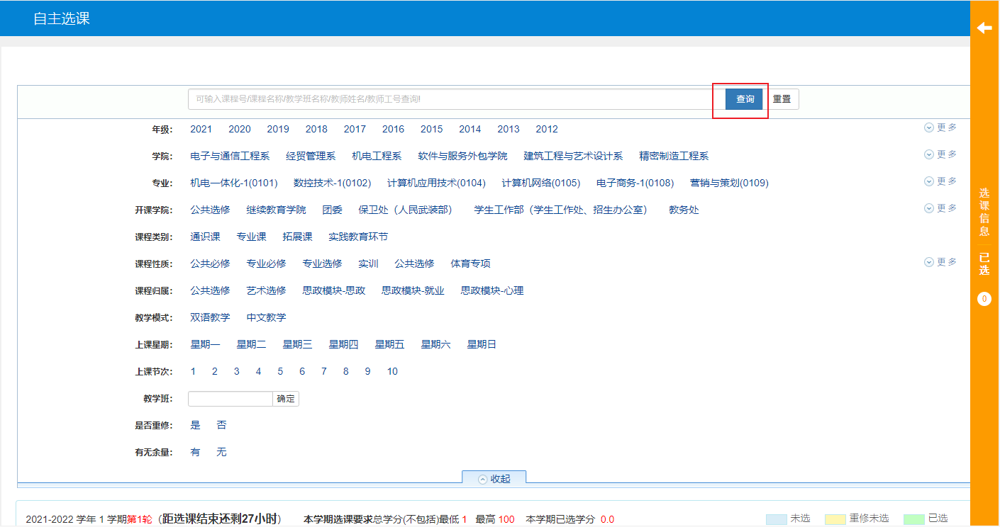 自主选课
可输入课程号/课程名称/教学班名称/教师姓名/教师工号查询! 查询 重置
年级: 2021 2020 2019 2018 2017 2016 2015 2014 2013 2012 更多
学院: 电子与通信工程系 经贸管理系 机电工程系 软件与服务外包学院 建筑工程与艺术设计系 精密制造工程系 更多
专业: 机电一体化-1(0101) 数控技术-1(0102) 计算机应用技术(0104) 计算机网络(0105) 电子商务-1(0108) 营销与策划(0109) 更多
开课学院: 公共选修 继续教育学院 团委 保卫处（人民武装部） 学生工作部（学生工作处、招生办公室） 教务处 更多
课程类别: 通识课 专业课 拓展课 实践教育环节
课程性质: 公共必修 专业必修 专业选修 实训 公共选修 体育专项 更多
课程归属: 公共选修 艺术选修 思政模块-思政 思政模块-就业 思政模块-心理
教学模式: 双语教学 中文教学
上课星期: 星期一 星期二 星期三 星期四 星期五 星期六 星期日
上课节次: 1 2 3 4 5 6 7 8 9 10
教学班: 确定
是否重修: 是 否
有无余量: 有 无
收起
2021-2022 学年 1 学期第1轮（距选课结束还剩27小时） 本学期选课要求总学分(不包括)最低 1 最高 100 本学期已选学分 0.0 未选 重修未选 已选
选课信息
已选
0